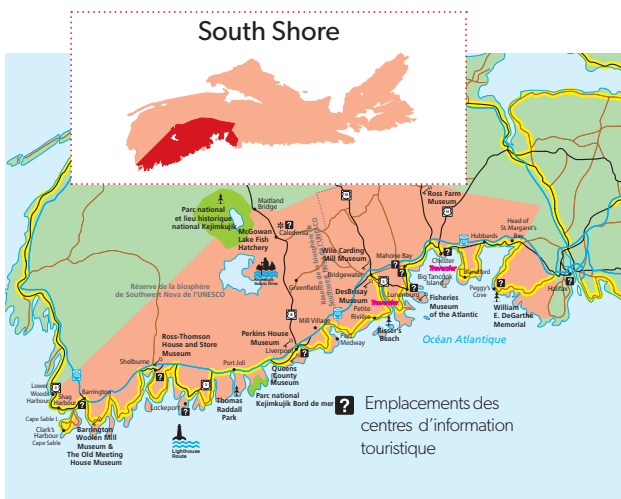 South Shore
Ross Farm
Museum
Parc national
et lieu historique
national Kejimkujik
Maitland
Bridge
McGowan
Lake Fish
Hatchery
Caledonia
Wile Carding
Mill Museum
Mahone Bay
Chester
Hubbards
Head of
St. Margaret's
Bay
Réserve de la biosphère
de Southwest Nova de l'UNESCO
Kejimkujik
Scenic Drive
Greenfield
Bridgewater
DesBrisay
Museum
Lunenburg
Big Tancook
Island
Blandford
Peggy's
Cove
Halifax
Fisheries
Museum
of the Atlantic
William
E. DeGarthe
Memorial
Petite
Rivière
Risser's
Beach
Mill Village
Port
Medway
Océan Atlantique
Perkins House
Museum
Liverpool
Queens
County
Museum
Ross-Thomson
House and Store
Museum
Shelburne
Port Joli
Parc national
Kejimkujik Bord de mer
Thomas
Raddall
Park
Lockeport
Lighthouse
Route
Lower
Woods
Harbour
Shag
Harbour
Barrington
Cape Sable I.
Clark's
Harbour
Cape Sable
Barrington
Woolen Mill
Museum &
The Old Meeting
House Museum
? Emplacements des
centres d'information
touristique